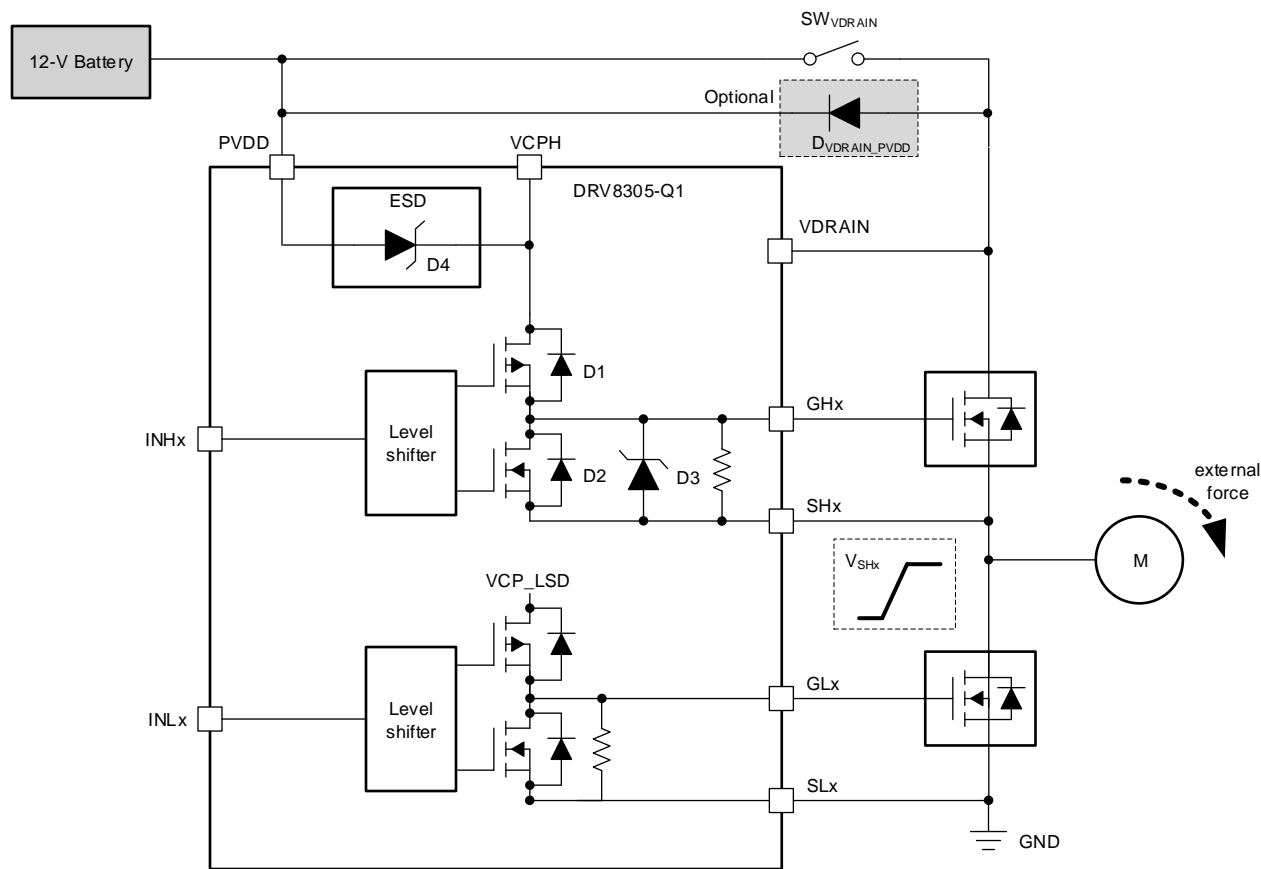 SWVDRAIN
12-V Battery
Optional
DVDRAIN_PVDD
PVDD
VCPH
DRV8305-Q1
ESD
D4
VDRAIN
D1
GHx
INHx
Level
shifter
D2
D3
SHx
external
force
M
VSHx
VCP_LSD
GLx
INLx
Level
shifter
SLx
GND